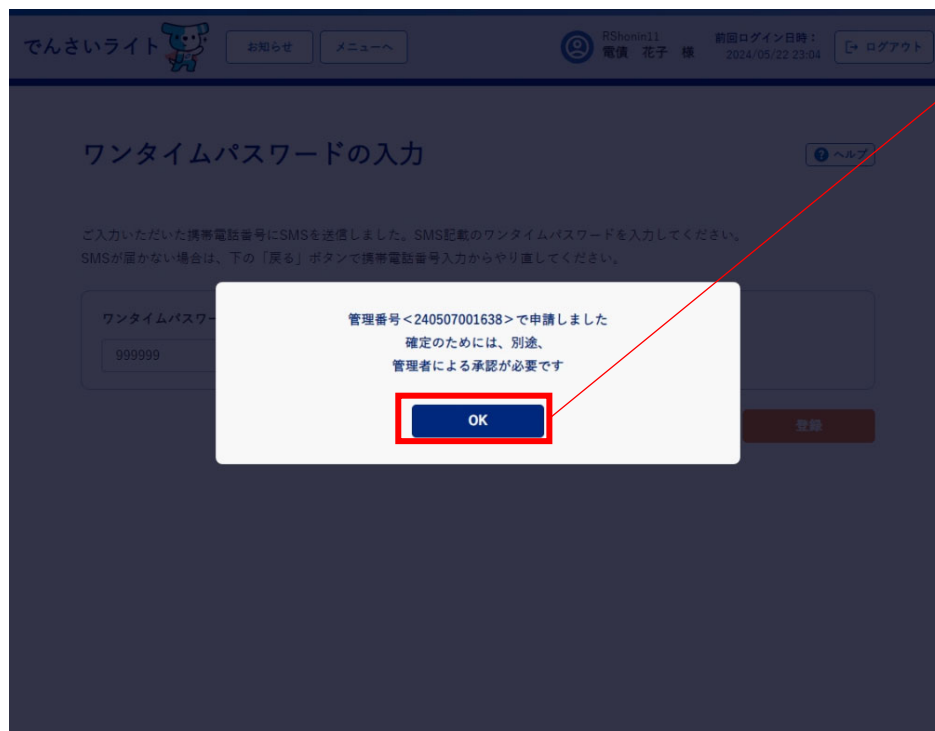 でんさいライト
お知らせ
メニューへ
RShonin11
電債 花子 様
前回ログイン日時：
2024/05/22 23:04
ログアウト
ワンタイムパスワードの入力
ヘルプ
ご入力いただいた携帯電話番号にSMSを送信しました。SMS記載のワンタイムパスワードを入力してください。
SMSが届かない場合は、下の「戻る」ボタンで携帯電話番号入力からやり直してください。
ワンタイムパスワー
999999
管理番号＜240507001638＞で申請しました
確定のためには、別途、
管理者による承認が必要です
OK
登録